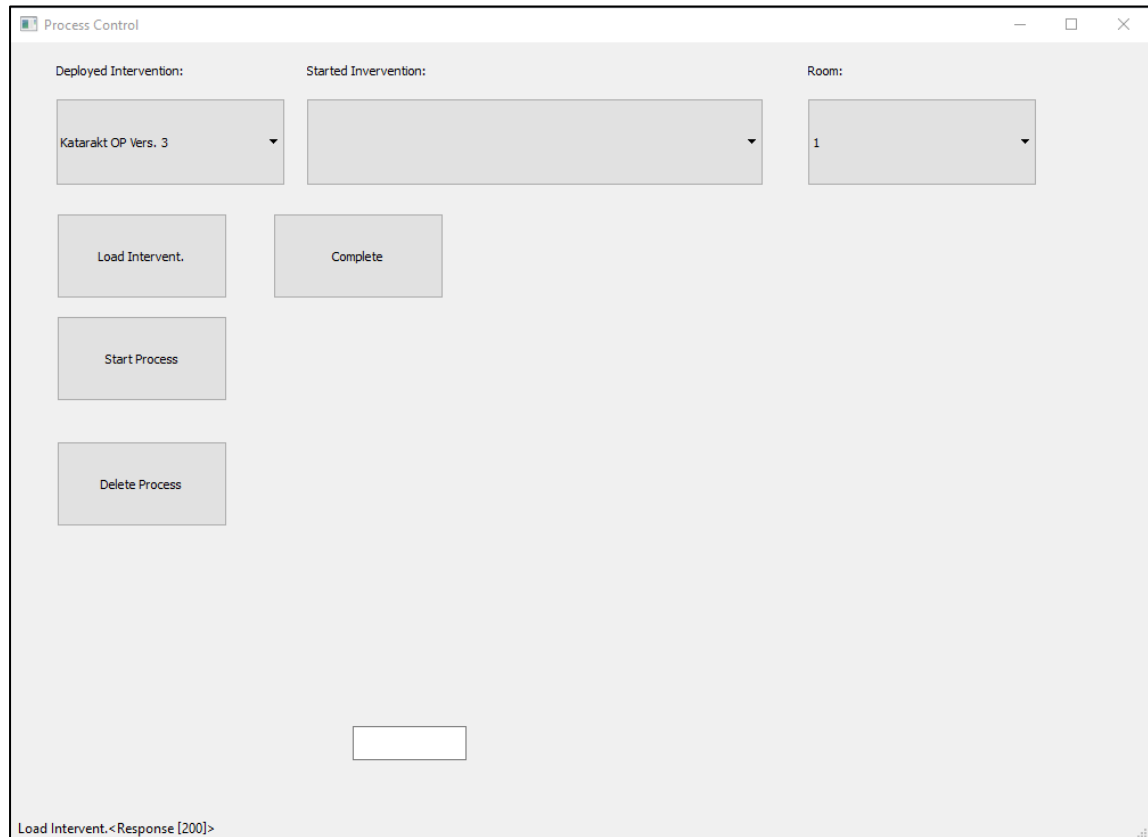 Process Control
Deployed Intervention:
Started Invervention:
Room:
Katarakt OP Vers. 3
1
Load Intervent.
Complete
Start Process
Delete Process
Load Intervent.<Response [200]>